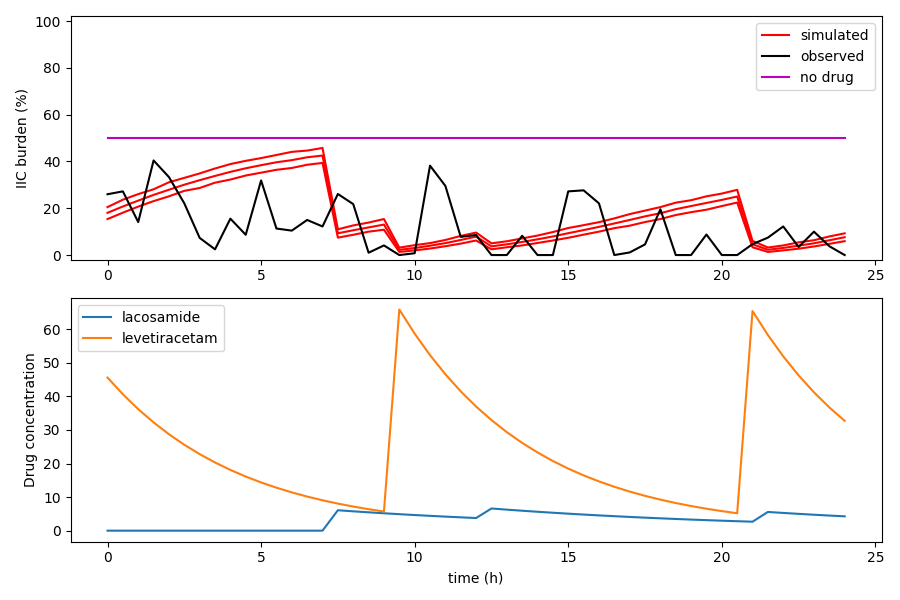 100
80
60
40
20
0
IIC burden (%)
simulated
observed
no drug
0 5 10 15 20 25
60
50
40
30
20
10
0
Drug concentration
lacosamide
levetiracetam
0 5 10 15 20 25
time (h)